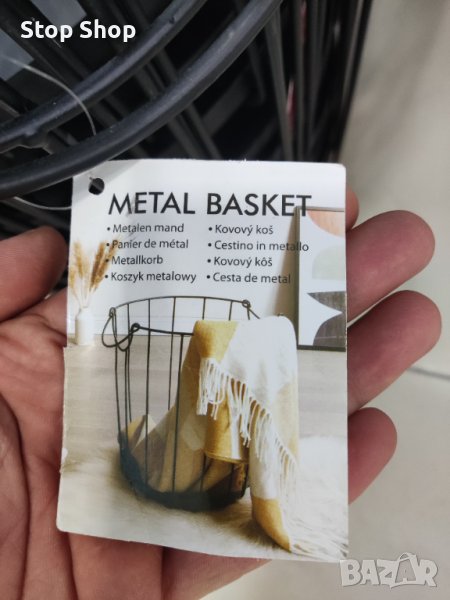 Stop Shop
METAL BASKET
• Metalen mand
• Panier de métal
• Metallkorb
• Koszyk metalowy
• Kovový koš
• Cestino in metallo
• Kovový kôš
• Cesta de metal
BAZAR